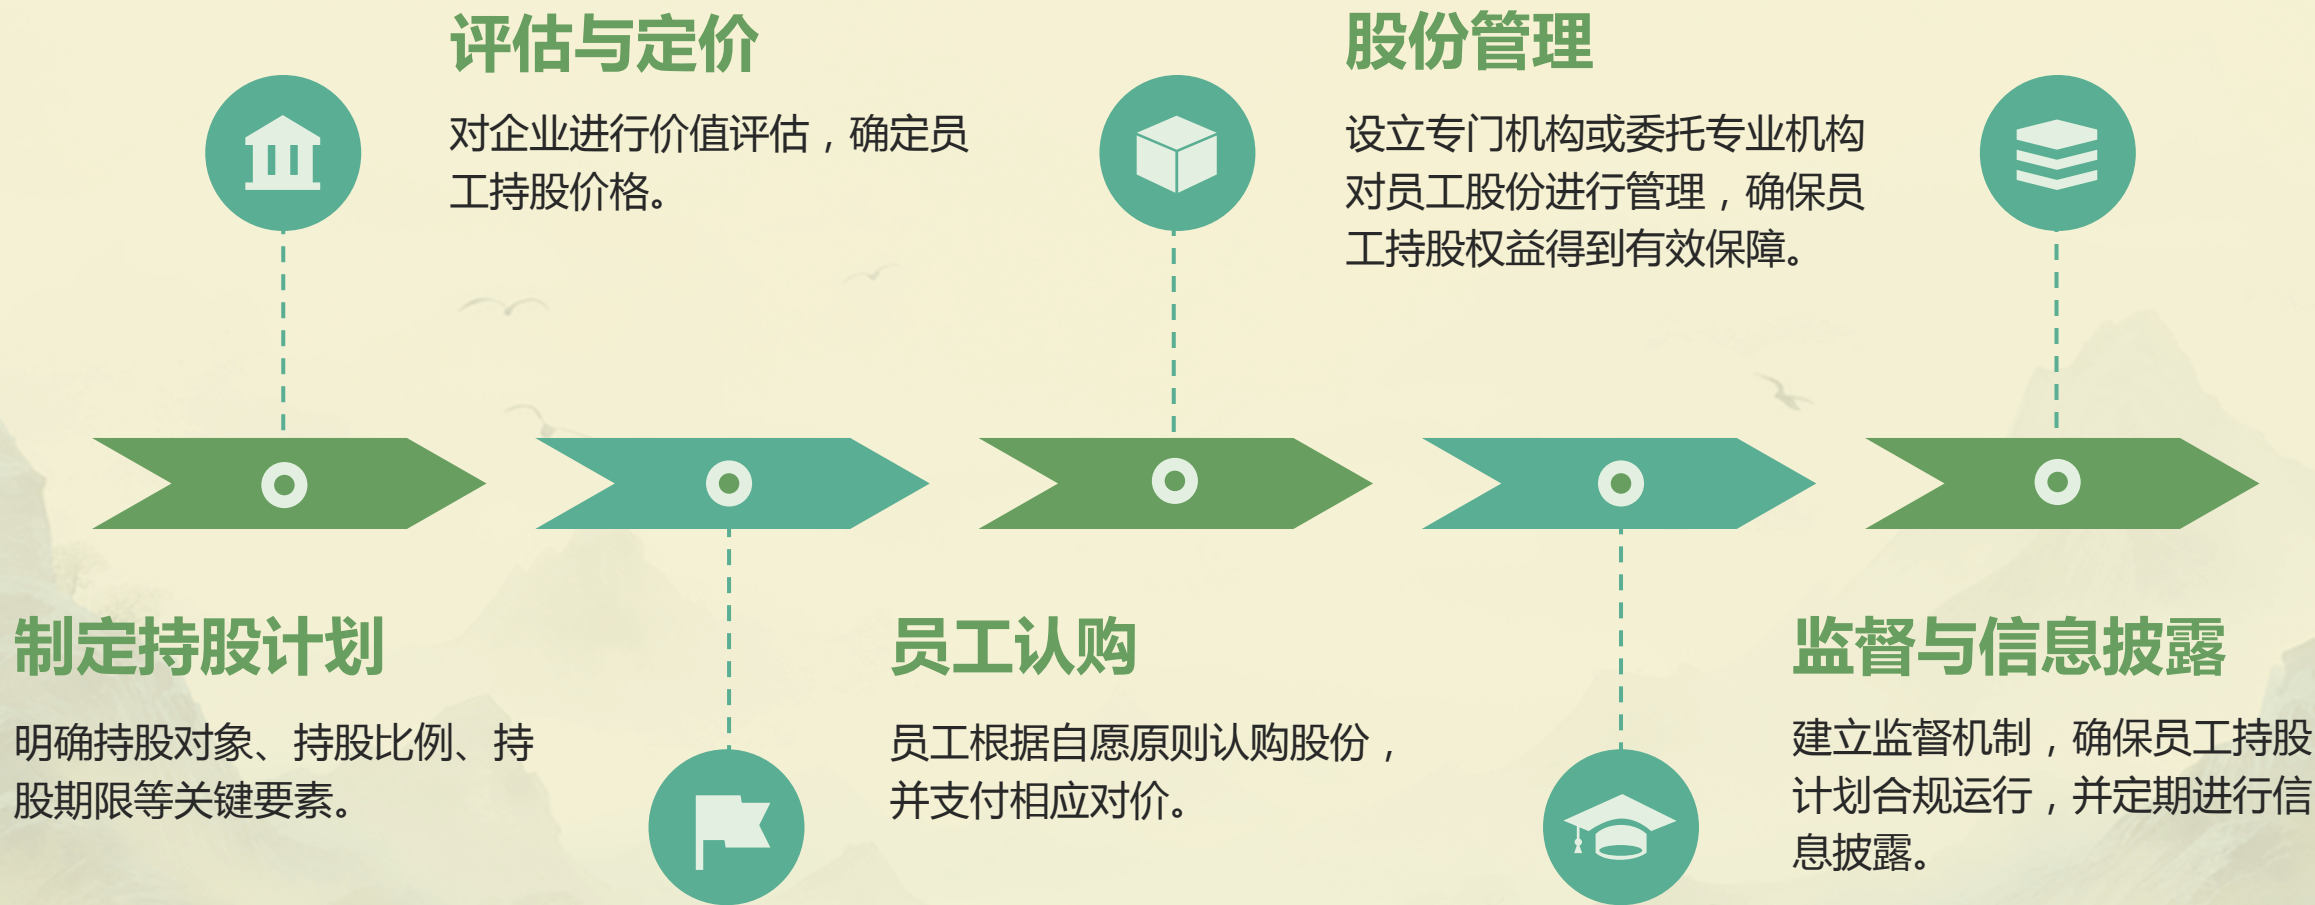 制定持股计划
明确持股对象、持股比例、持
股期限等关键要素。
评估与定价
对企业进行价值评估，确定员
工持股价格。
员工认购
员工根据自愿原则认购股份，
并支付相应对价。
股份管理
设立专门机构或委托专业机构
对员工股份进行管理，确保员
工持股权益得到有效保障。
监督与信息披露
建立监督机制，确保员工持股
计划合规运行，并定期进行信
息披露。